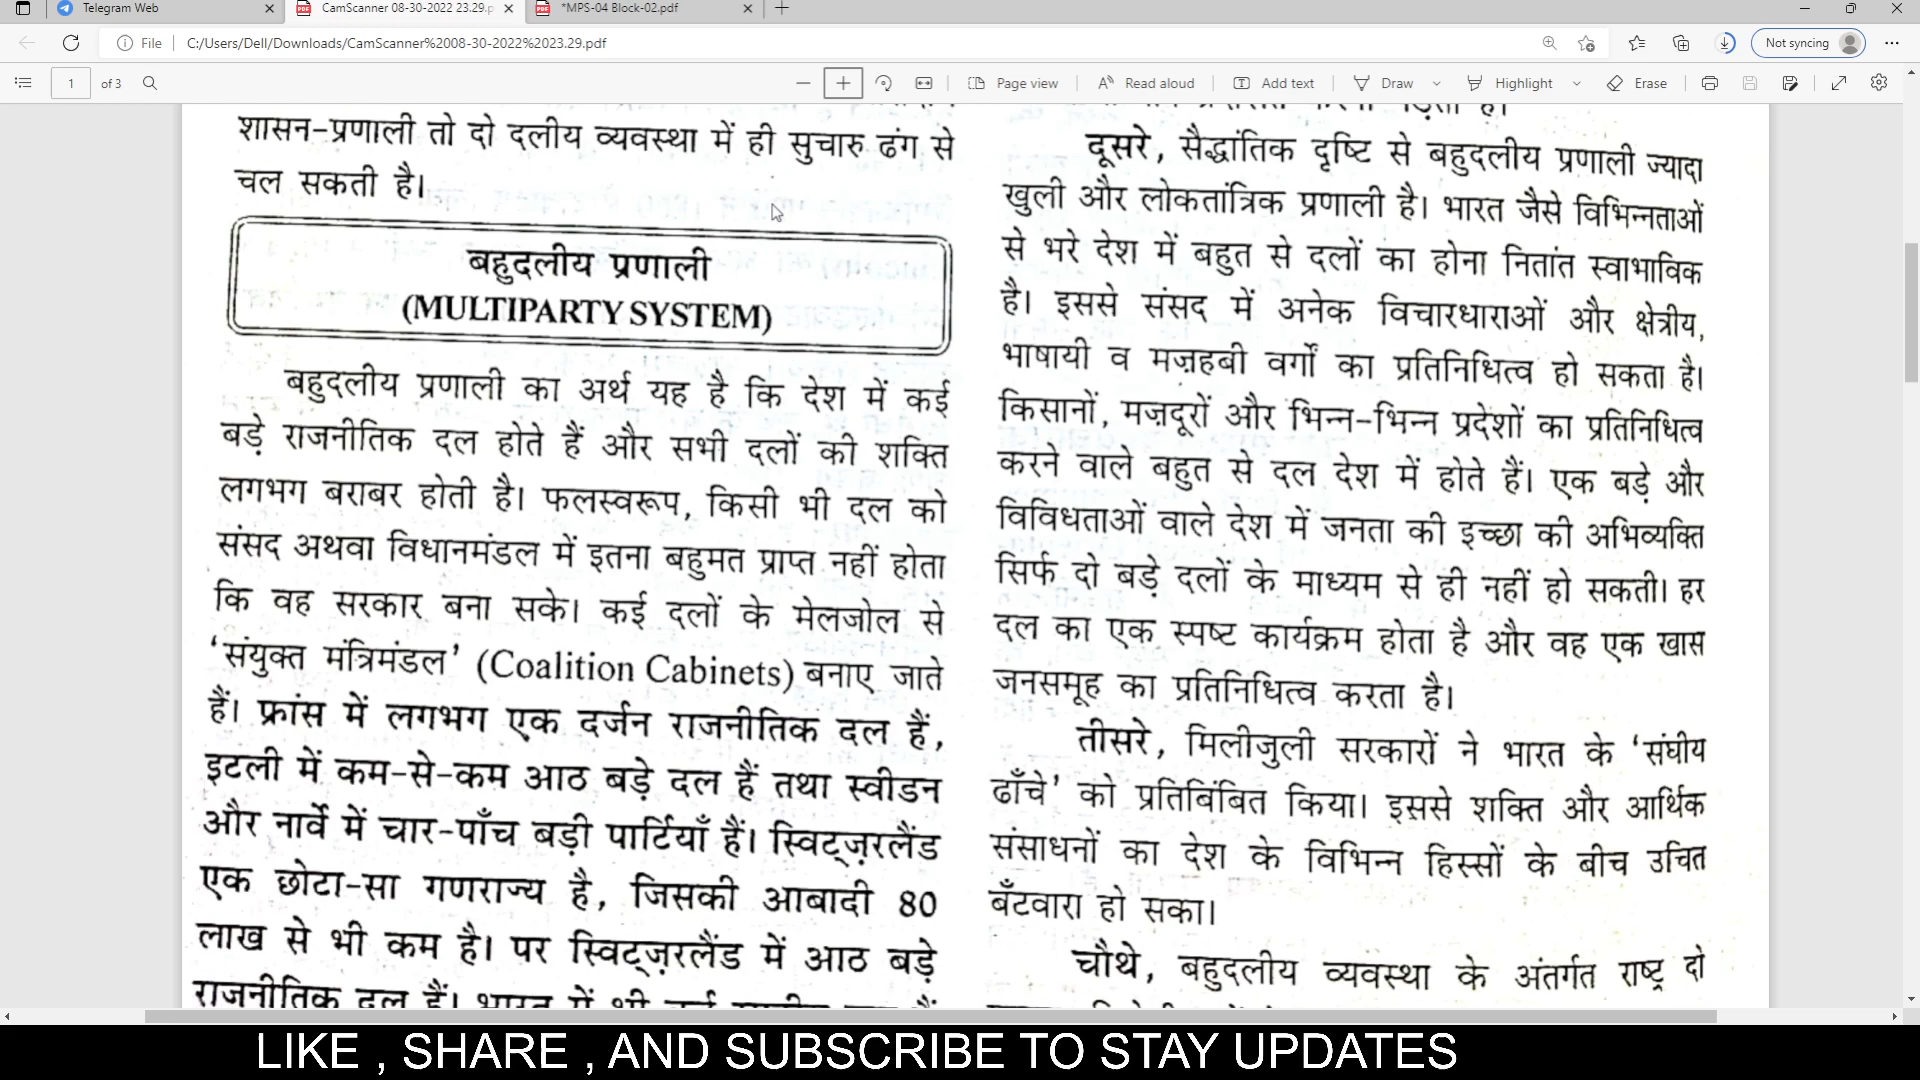 Telegram Web
CamScanner 08-30-2022 23.29.p
*MPS-04 Block-02.pdf
File
C:/Users/Dell/Downloads/CamScanner%2008-30-2022%2023.29.pdf
Not syncing
1 of 3
Page view
Read aloud
Add text
Draw
Highlight
Erase
शासन-प्रणाली तो दो दलीय व्यवस्था में ही सुचारु ढंग से
चल सकती है।
बहुदलीय प्रणाली
(MULTIPARTY SYSTEM)
बहुदलीय प्रणाली का अर्थ यह है कि देश में कई
बड़े राजनीतिक दल होते हैं और सभी दलों की शक्ति
लगभग बराबर होती है। फलस्वरूप, किसी भी दल को
संसद अथवा विधानमंडल में इतना बहुमत प्राप्त नहीं होता
कि वह सरकार बना सके। कई दलों के मेलजोल से
‘संयुक्त मंत्रिमंडल’ (Coalition Cabinets) बनाए जाते
हैं। फ्रांस में लगभग एक दर्जन राजनीतिक दल हैं,
इटली में कम-से-कम आठ बड़े दल हैं तथा स्वीडन
और नार्वे में चार-पाँच बड़ी पार्टियाँ हैं। स्विट्ज़रलैंड
एक छोटा-सा गणराज्य है, जिसकी आबादी 80
लाख से भी कम है। पर स्विट्ज़रलैंड में आठ बड़े
राजनीतिक दल हैं। भारत में भी
दूसरे, सैद्धांतिक दृष्टि से बहुदलीय प्रणाली ज्यादा
खुली और लोकतांत्रिक प्रणाली है। भारत जैसे विभिन्नताओं
से भरे देश में बहुत से दलों का होना नितांत स्वाभाविक
है। इससे संसद में अनेक विचारधाराओं और क्षेत्रीय,
भाषायी व मज़हबी वर्गों का प्रतिनिधित्व हो सकता है।
किसानों, मज़दूरों और भिन्न-भिन्न प्रदेशों का प्रतिनिधित्व
करने वाले बहुत से दल देश में होते हैं। एक बड़े और
विविधताओं वाले देश में जनता की इच्छा की अभिव्यक्ति
सिर्फ दो बड़े दलों के माध्यम से ही नहीं हो सकती। हर
दल का एक स्पष्ट कार्यक्रम होता है और वह एक खास
जनसमूह का प्रतिनिधित्व करता है।
तीसरे, मिलीजुली सरकारों ने भारत के ‘संघीय
ढाँचे’ को प्रतिबिंबित किया। इससे शक्ति और आर्थिक
संसाधनों का देश के विभिन्न हिस्सों के बीच उचित
बँटवारा हो सका।
चौथे, बहुदलीय व्यवस्था के अंतर्गत राष्ट्र दो
LIKE , SHARE , AND SUBSCRIBE TO STAY UPDATES